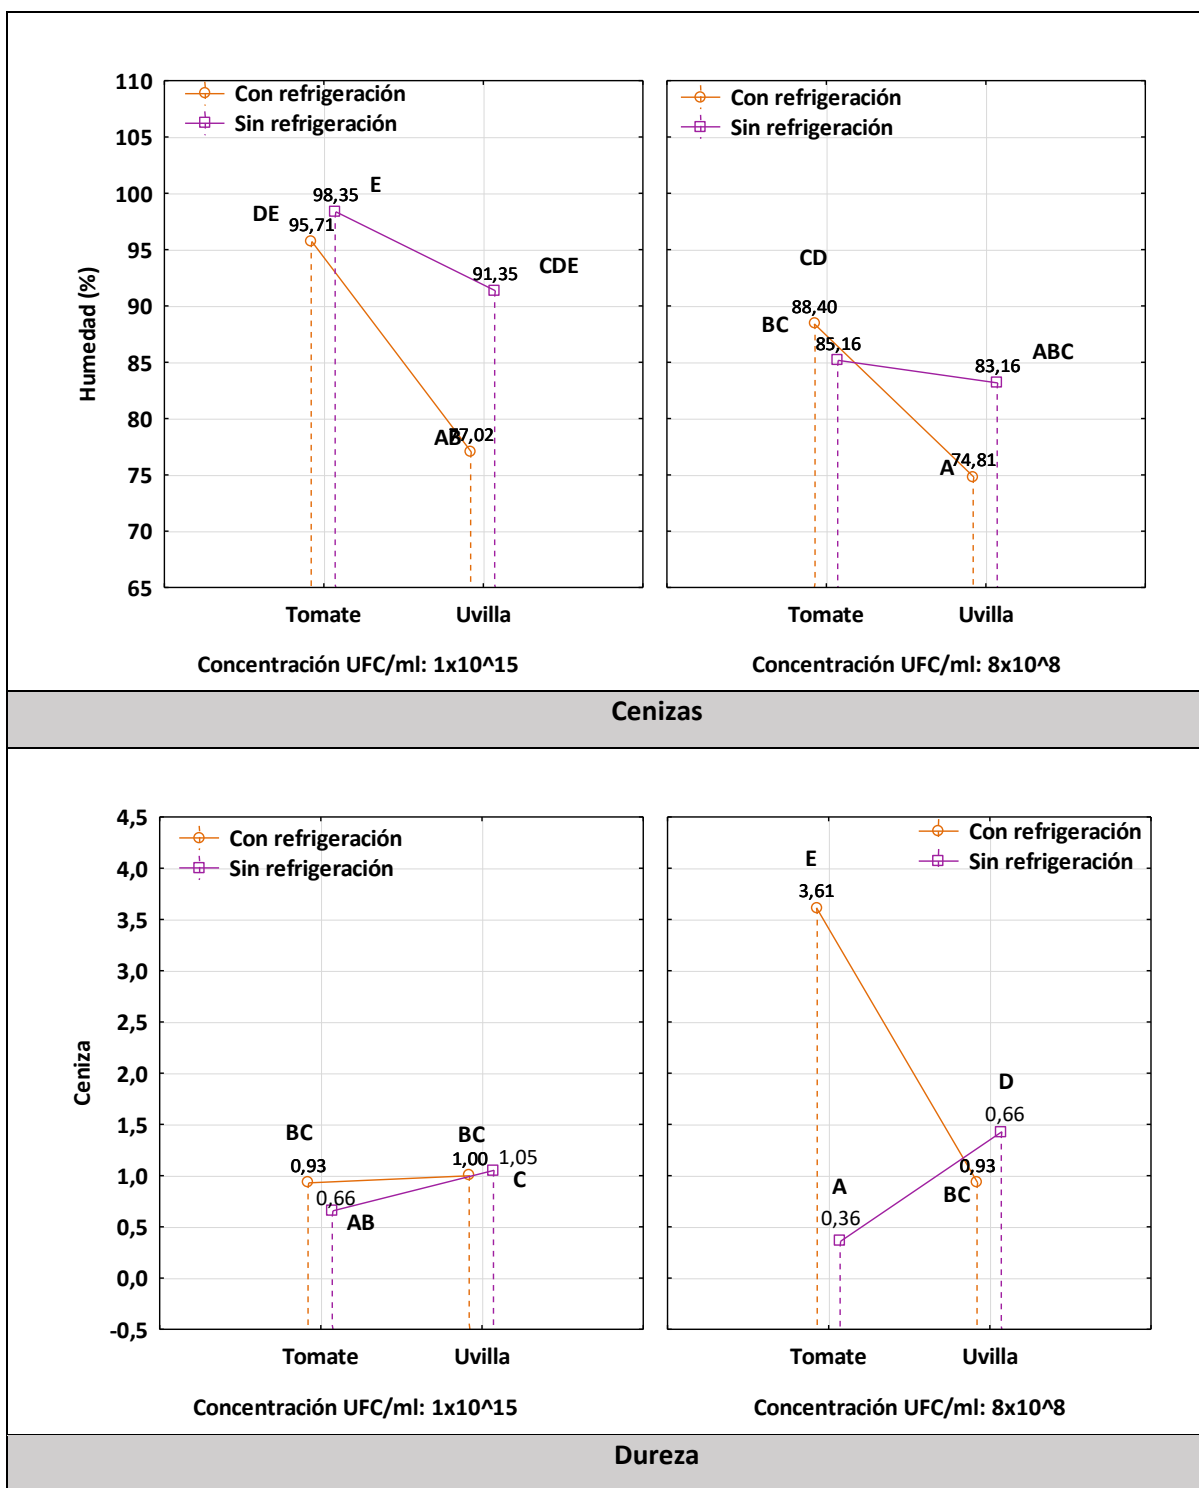 110
105
100
95
90
85
80
75
70
65
Humedad (%)
Con refrigeración
Sin refrigeración
E
98,35
DE
95,71
CDE
91,35
AB
77,02
Tomate
Uvilla
Concentración UFC/ml: 1x10^15
Con refrigeración
Sin refrigeración
CD
88,40
BC
85,16
ABC
83,16
74,81
A
Tomate
Uvilla
Concentración UFC/ml: 8x10^8
Cenizas
4,5
4,0
3,5
3,0
2,5
2,0
1,5
1,0
0,5
0,0
-0,5
Ceniza
Con refrigeración
Sin refrigeración
BC
0,93
0,66
AB
BC
1,00
1,05
C
Tomate
Uvilla
Concentración UFC/ml: 1x10^15
Con refrigeración
Sin refrigeración
E
3,61
D
0,66
0,93
BC
A
0,36
Tomate
Uvilla
Concentración UFC/ml: 8x10^8
Dureza